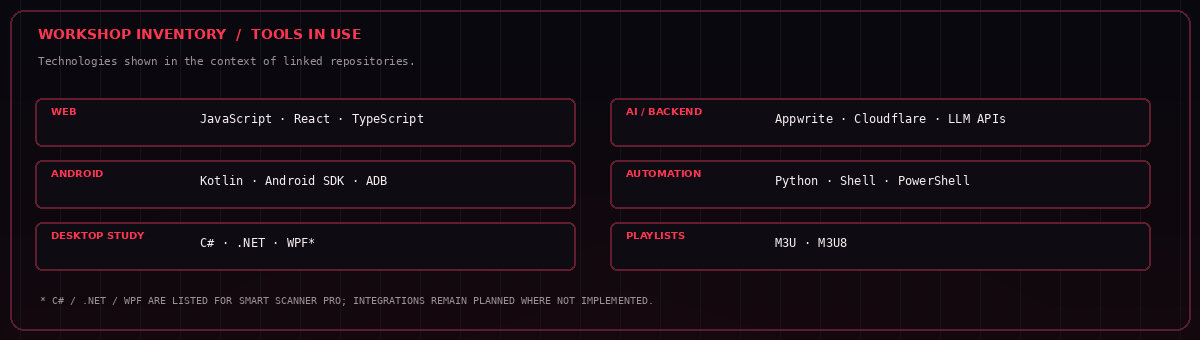 WORKSHOP INVENTORY / TOOLS IN USE
Technologies shown in the context of linked repositories.
WEB
JavaScript · React · TypeScript
AI / BACKEND
Appwrite · Cloudflare · LLM APIs
ANDROID
Kotlin · Android SDK · ADB
AUTOMATION
Python · Shell · PowerShell
DESKTOP STUDY
C# · .NET · WPF*
PLAYLISTS
M3U · M3U8
* C# / .NET / WPF ARE LISTED FOR SMART SCANNER PRO; INTEGRATIONS REMAIN PLANNED WHERE NOT IMPLEMENTED.